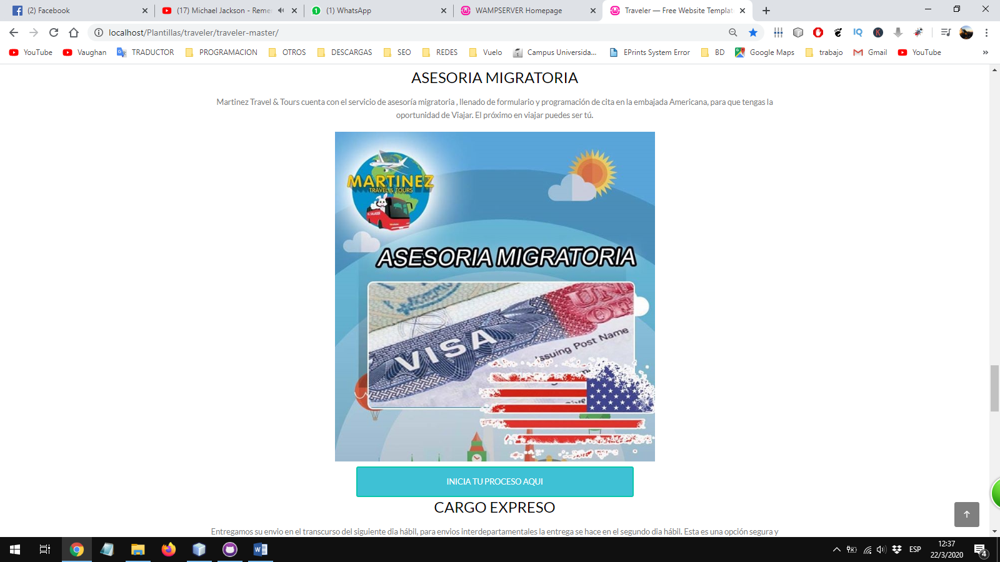 (2) Facebook
(17) Michael Jackson - Reme
(1) WhatsApp
WAMPSERVER Homepage
Traveler — Free Website Templat
localhost/Plantillas/traveler/traveler-master/
YouTube
Vaughan
TRADUCTOR
PROGRAMACION
OTROS
DESCARGAS
SEO
REDES
Vuelo
Campus Universida...
EPrints System Error
BD
Google Maps
trabajo
Gmail
YouTube
»
ASESORIA MIGRATORIA
Martinez Travel & Tours cuenta con el servicio de asesoría migratoria , llenado de formulario y programación de cita en la embajada Americana, para que tengas la
oportunidad de Viajar. El próximo en viajar puedes ser tú.
MARTINEZ
TRAVEL & TOURS
ASESORIA MIGRATORIA
VISA
Issuing Post Name
INICIA TU PROCESO AQUI
CARGO EXPRESO
Entregamos su envio en el transcurso del siguiente dia hábil, para envios interdepartamentales la entrega se hace en el segundo dia hábil. Esta es una opción segura y
ESP
12:37
22/3/2020
4